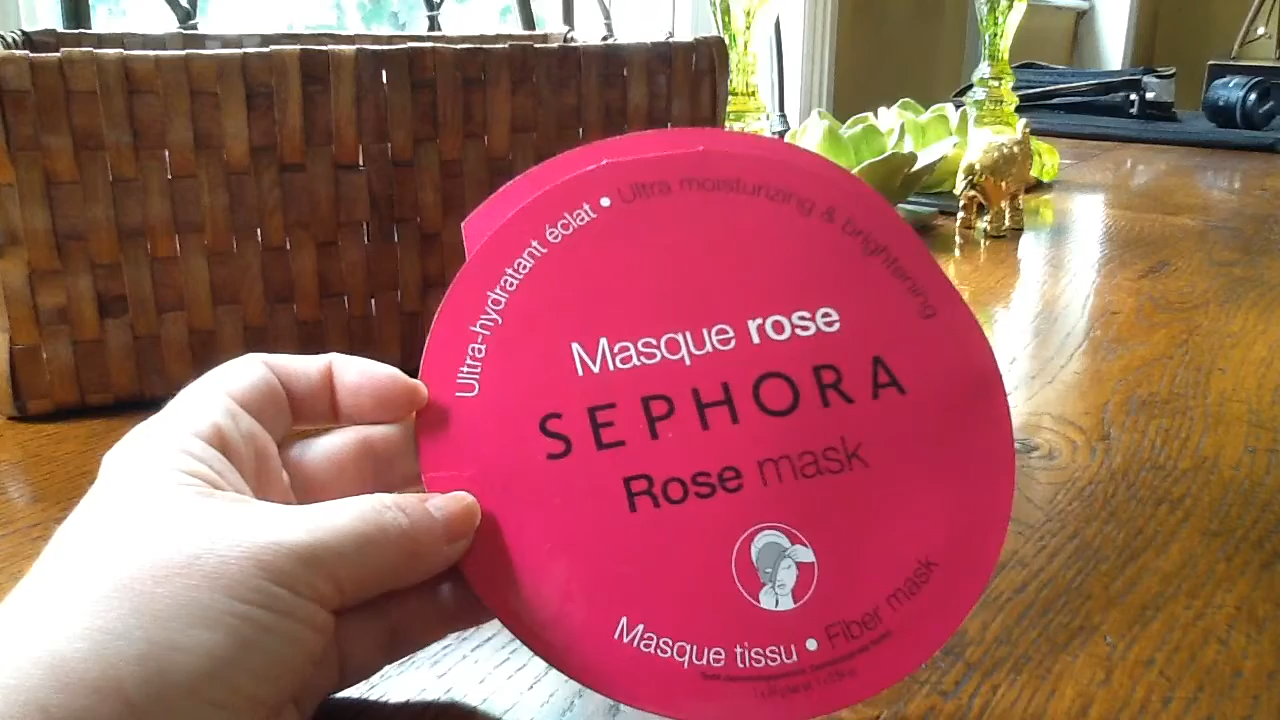 Ultra-hydratant éclat • Ultra moisturizing & brightening
Masque rose
SEPHORA
Rose mask
Masque tissu • Fiber mask